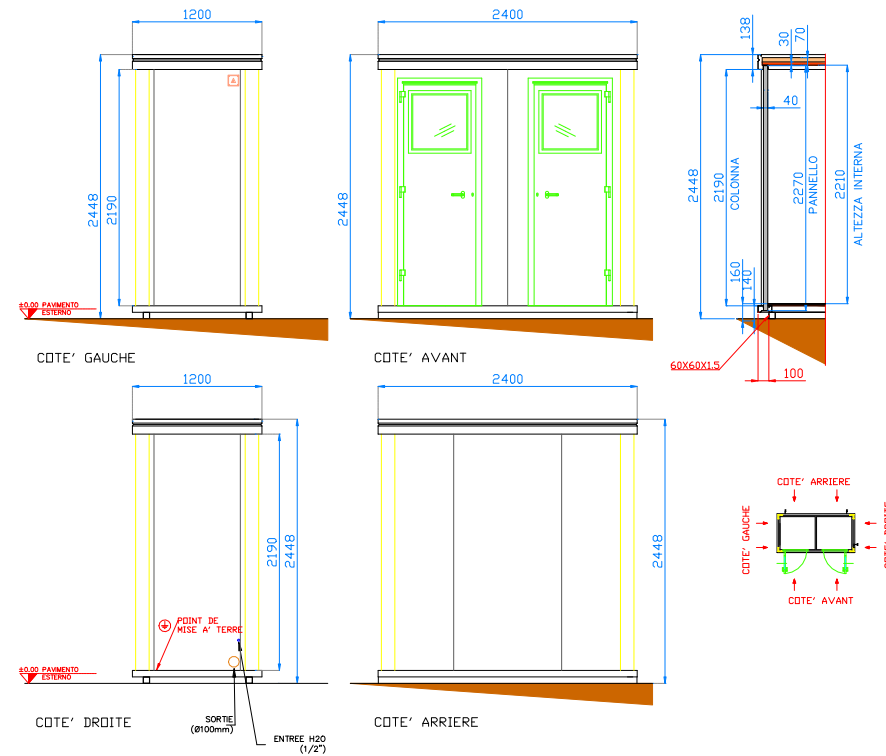 1200
2400
138
30
70
40
2448
2190
2448
2448
2190
COLONNA
2270
PANNELLO
2210
ALTEZZA INTERNA
160
140
±0.00 PAVIMENTO
ESTERNO
60X60X1.5
100
COTE' GAUCHE
COTE' AVANT
1200
2400
2190
2448
2448
COTE' ARRIERE
COTE' GAUCHE
COTE' DROITE
COTE' AVANT
POINT DE
MISE A' TERRE
±0.00 PAVIMENTO
ESTERNO
COTE' DROITE
SORTIE
(Ø100mm)
ENTREE H2O
(1/2")
COTE' ARRIERE